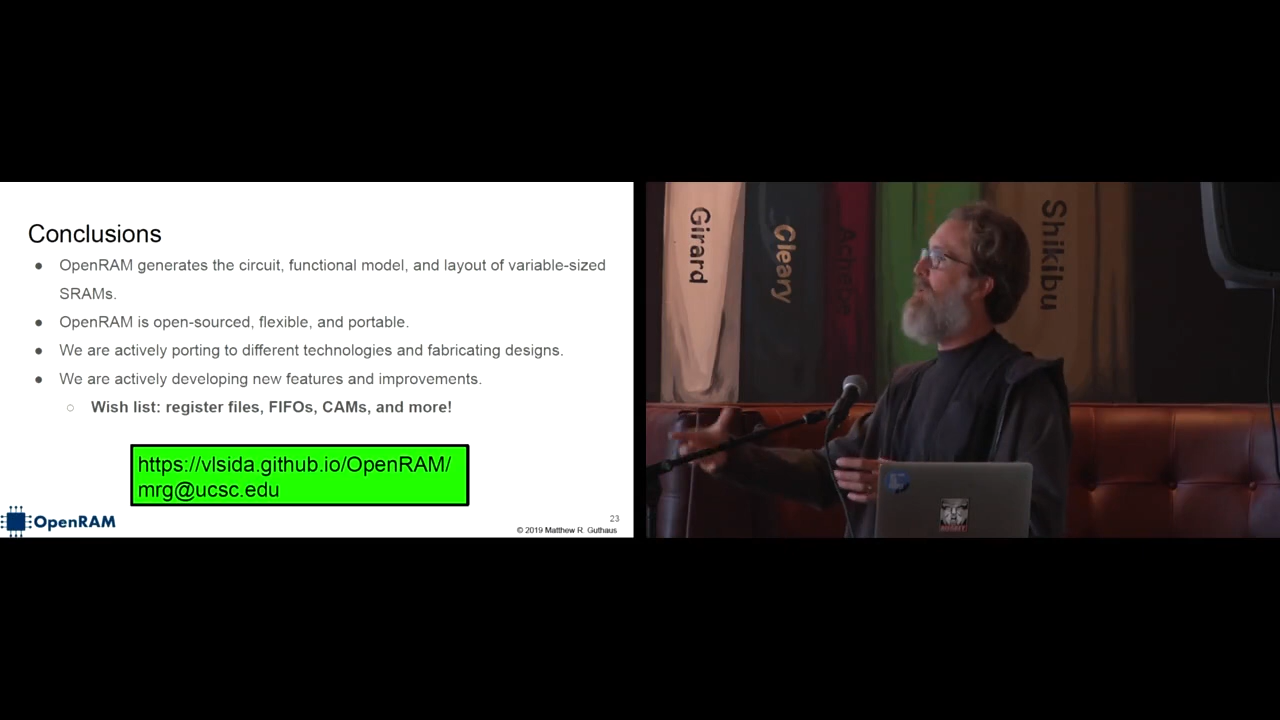 Conclusions
● OpenRAM generates the circuit, functional model, and layout of variable-sized
SRAMs.
● OpenRAM is open-sourced, flexible, and portable.
● We are actively porting to different technologies and fabricating designs.
● We are actively developing new features and improvements.
○ Wish list: register files, FIFOs, CAMs, and more!
https://vlsida.github.io/OpenRAM/
mrg@ucsc.edu
OpenRAM
23
© 2019 Matthew R. Guthaus
Girard
Cleary
Shikibu